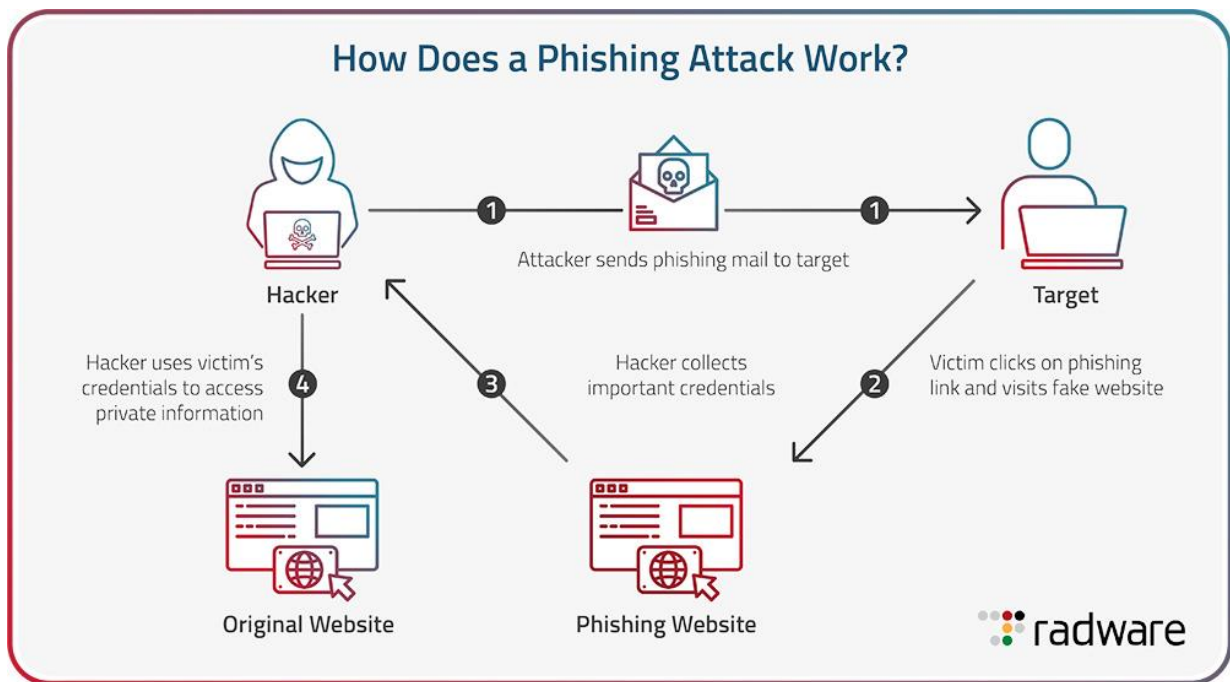 How Does a Phishing Attack Work?
1
1
Attacker sends phishing mail to target
Hacker
Target
Hacker uses victim's
credentials to access
private information
4
3
Hacker collects
important credentials
2
Victim clicks on phishing
link and visits fake website
Original Website
Phishing Website
radware